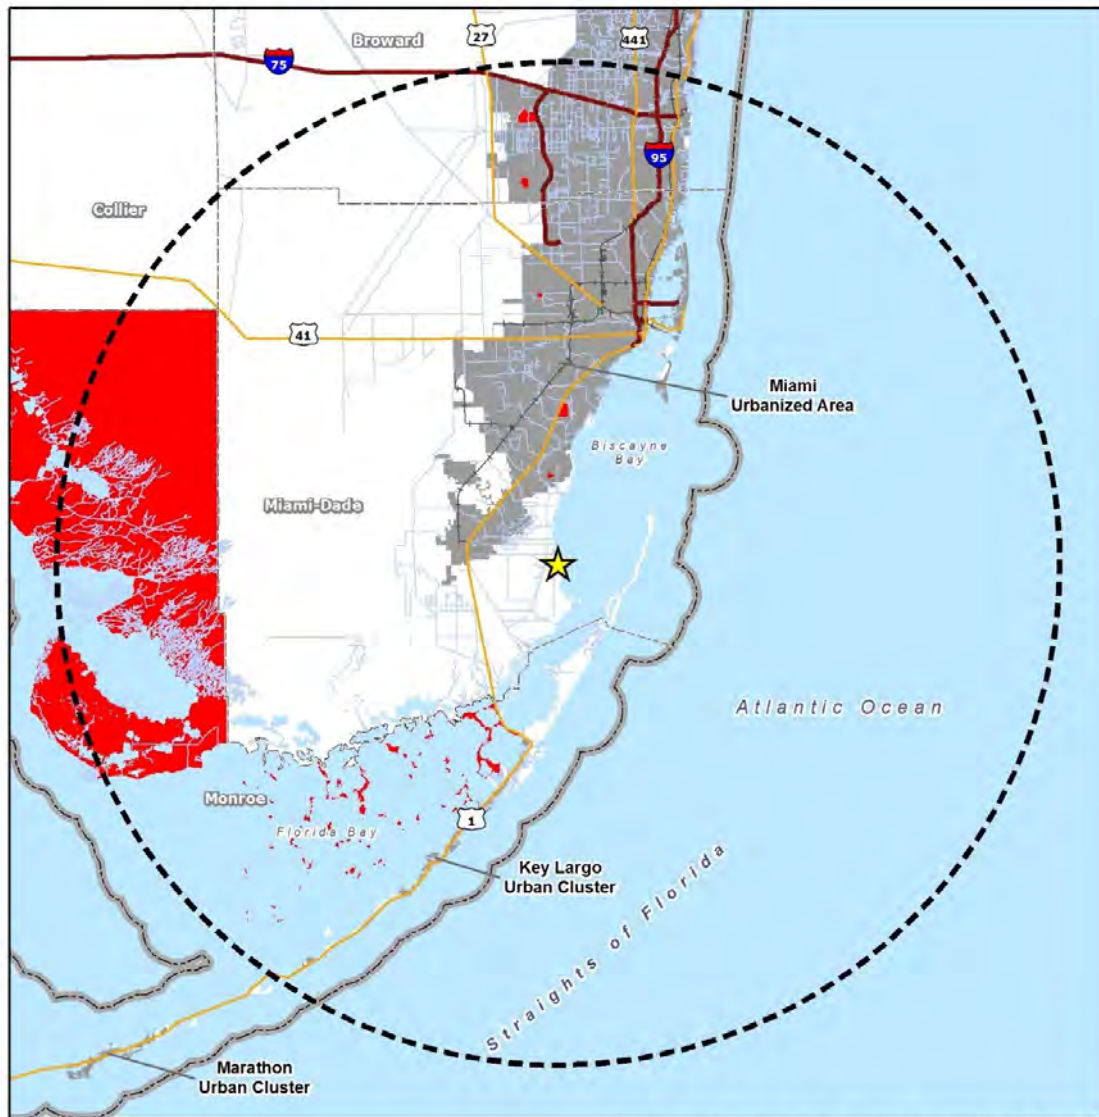 Broward
27
441
75
95
Collier
41
Miami
Urbanized Area
Biscayne
Bay
Miami-Dade
Atlantic Ocean
Monroe
Florida Bay
1
Key Largo
Urban Cluster
Straights of Florida
Marathon
Urban Cluster